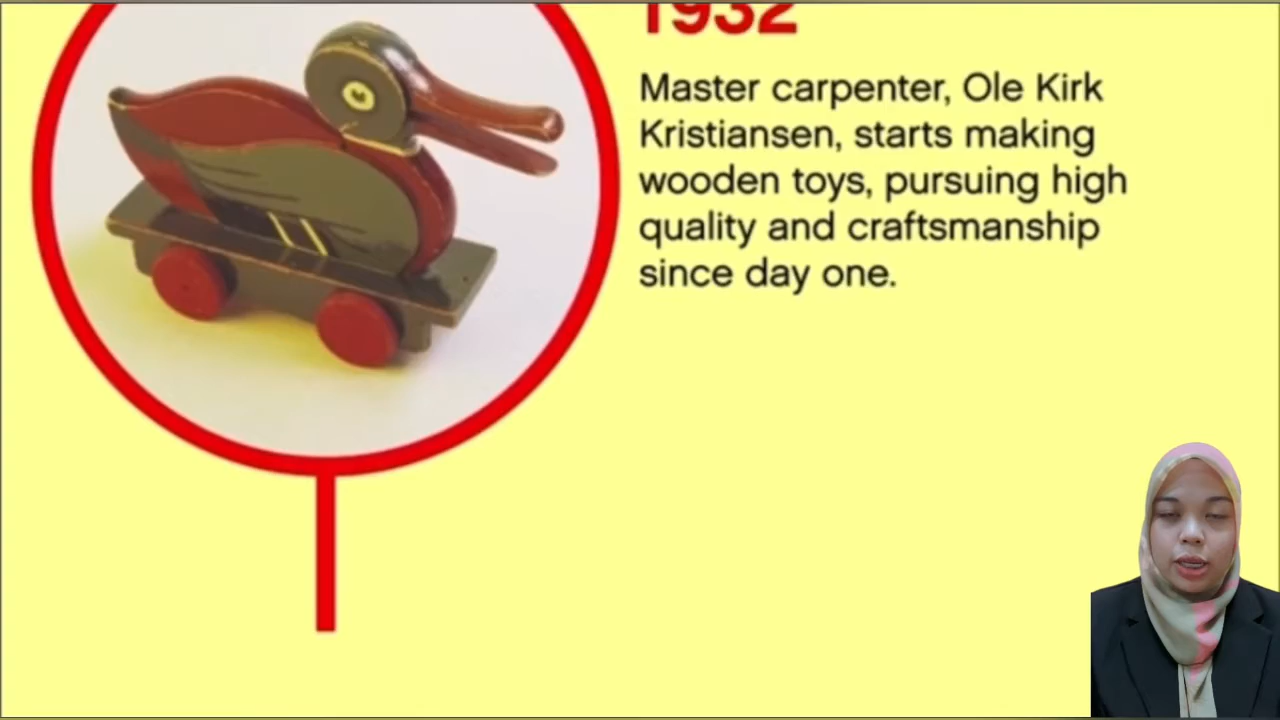 1932
Master carpenter, Ole Kirk
Kristiansen, starts making
wooden toys, pursuing high
quality and craftsmanship
since day one.